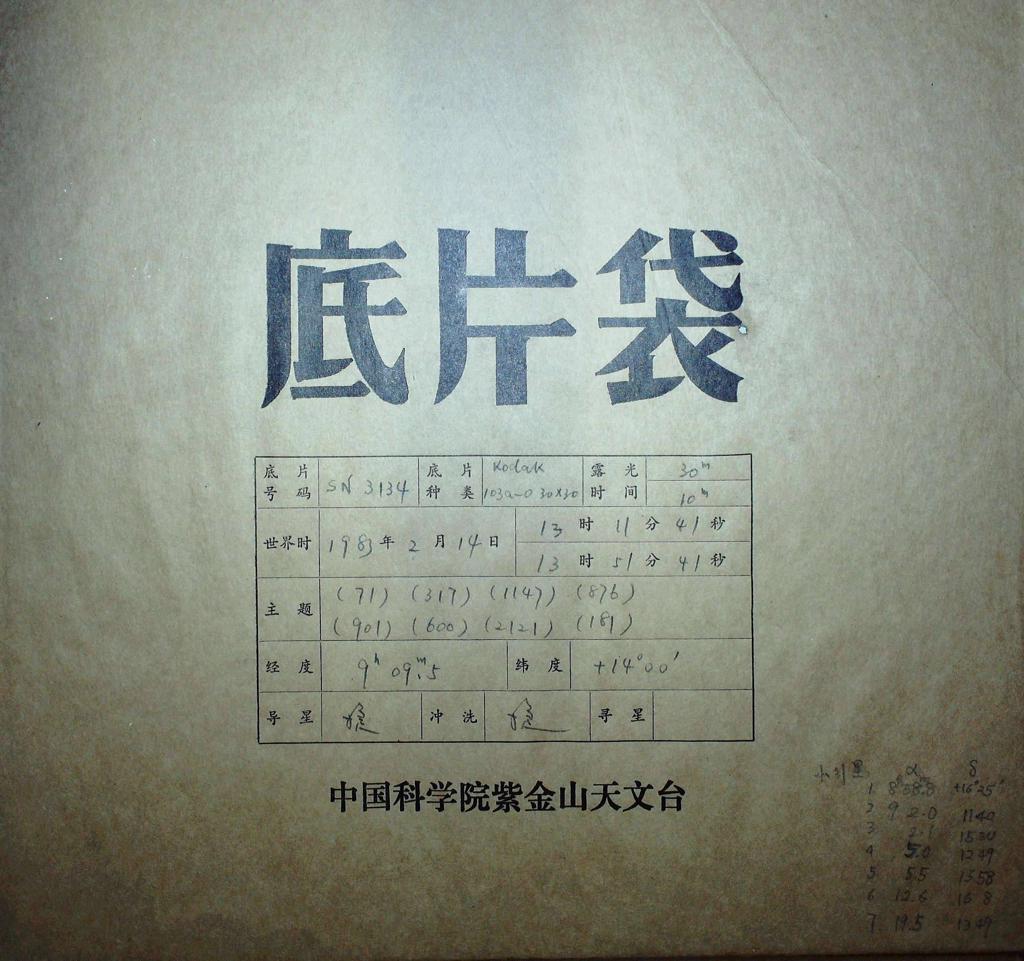 底片袋
底片号码 SN 3134 底片种类 Kodak 103a-O 30×30 露光时间 30ᵐ 10ᵐ
世界时 1983年 2月 14日 13时 11分 41秒
13时 51分 41秒
主题 (71) (317) (1147) (876)
(901) (600) (2121) (181)
经度 9ʰ 09ᵐ.5 纬度 +14°00′
导星 冲洗 寻星
中国科学院紫金山天文台
小行星 α δ
1 8 38.8 +16°25′
2 9 2.0 11 40
3 2.1 15 30
4 5.0 12 49
5 5.5 15 58
6 12.6 16 8
7 19.5 13 49